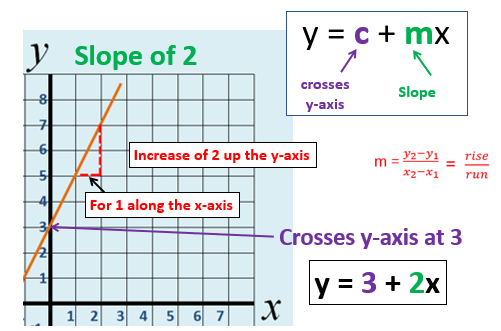 y = c + mx
crosses
y-axis
Slope
y
Slope of 2
8
7
6
5
4
3
2
1
Increase of 2 up the y-axis
For 1 along the x-axis
m = y₂−y₁ / x₂−x₁ = rise / run
Crosses y-axis at 3
y = 3 + 2x
1 2 3 4 5 6 7 x